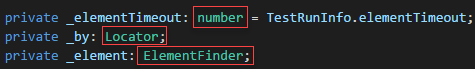 private _elementTimeout: number = TestRunInfo.elementTimeout;
private _by: Locator;
private _element: ElementFinder;